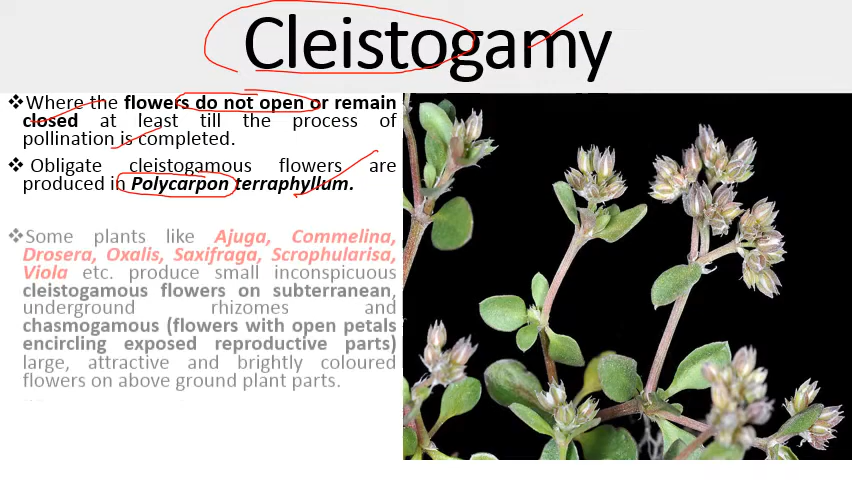 Cleistogamy
❖Where the flowers do not open or remain
closed at least till the process of
pollination is completed.
❖ Obligate cleistogamous flowers are
produced in Polycarpon terraphyllum.
❖Some plants like Ajuga, Commelina,
Drosera, Oxalis, Saxifraga, Scrophularisa,
Viola etc. produce small inconspicuous
cleistogamous flowers on subterranean,
underground rhizomes and
chasmogamous (flowers with open petals
encircling exposed reproductive parts)
large, attractive and brightly coloured
flowers on above ground plant parts.